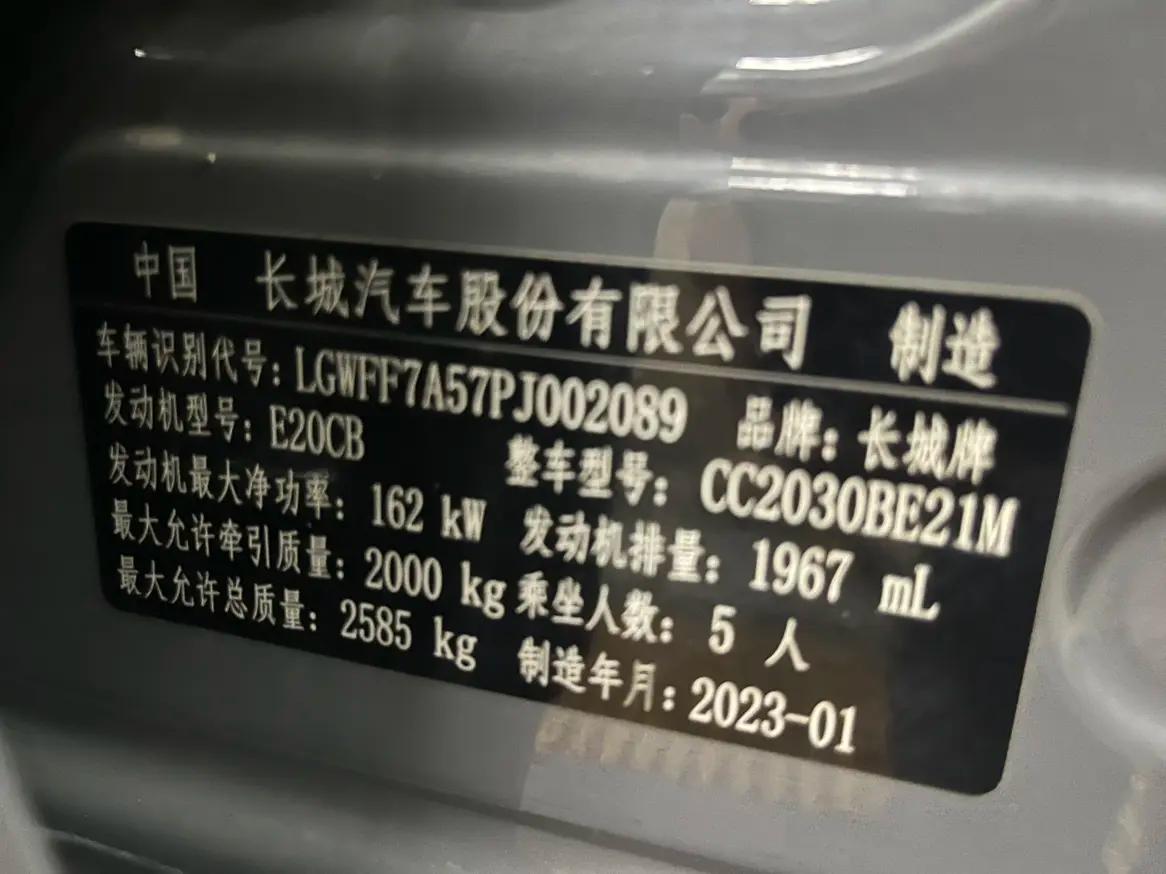 中国 长城汽车股份有限公司 制造
车辆识别代号：LGWFF7A57PJ002089 品牌：长城牌
发动机型号：E20CB 整车型号：CC2030BE21M
发动机最大净功率：162 kW 发动机排量：1967 mL
最大允许牵引质量：2000 kg 乘坐人数：5 人
最大允许总质量：2585 kg 制造年月：2023-01